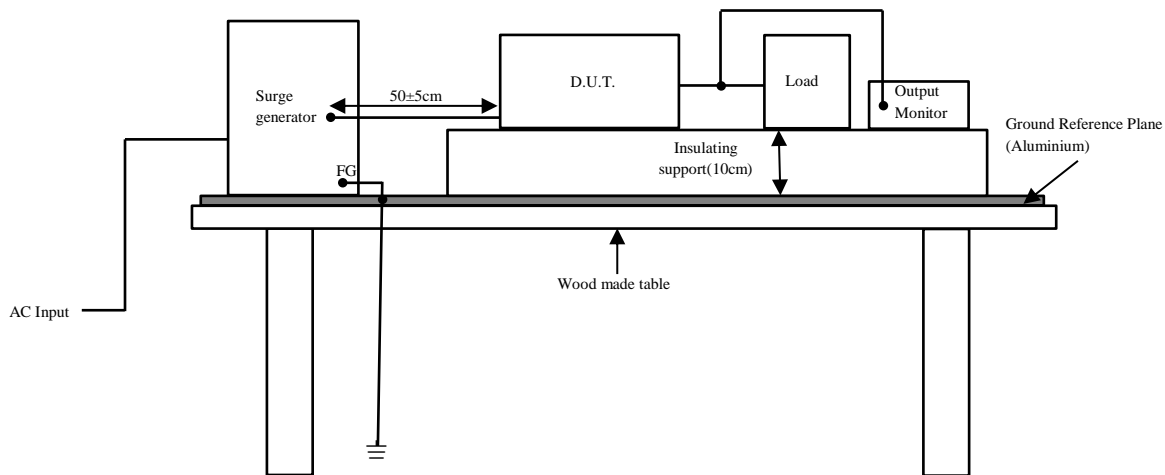 Surge
generator
50±5cm
D.U.T.
Load
Output
Monitor
Ground Reference Plane
(Aluminium)
Insulating
support(10cm)
FG
Wood made table
AC Input